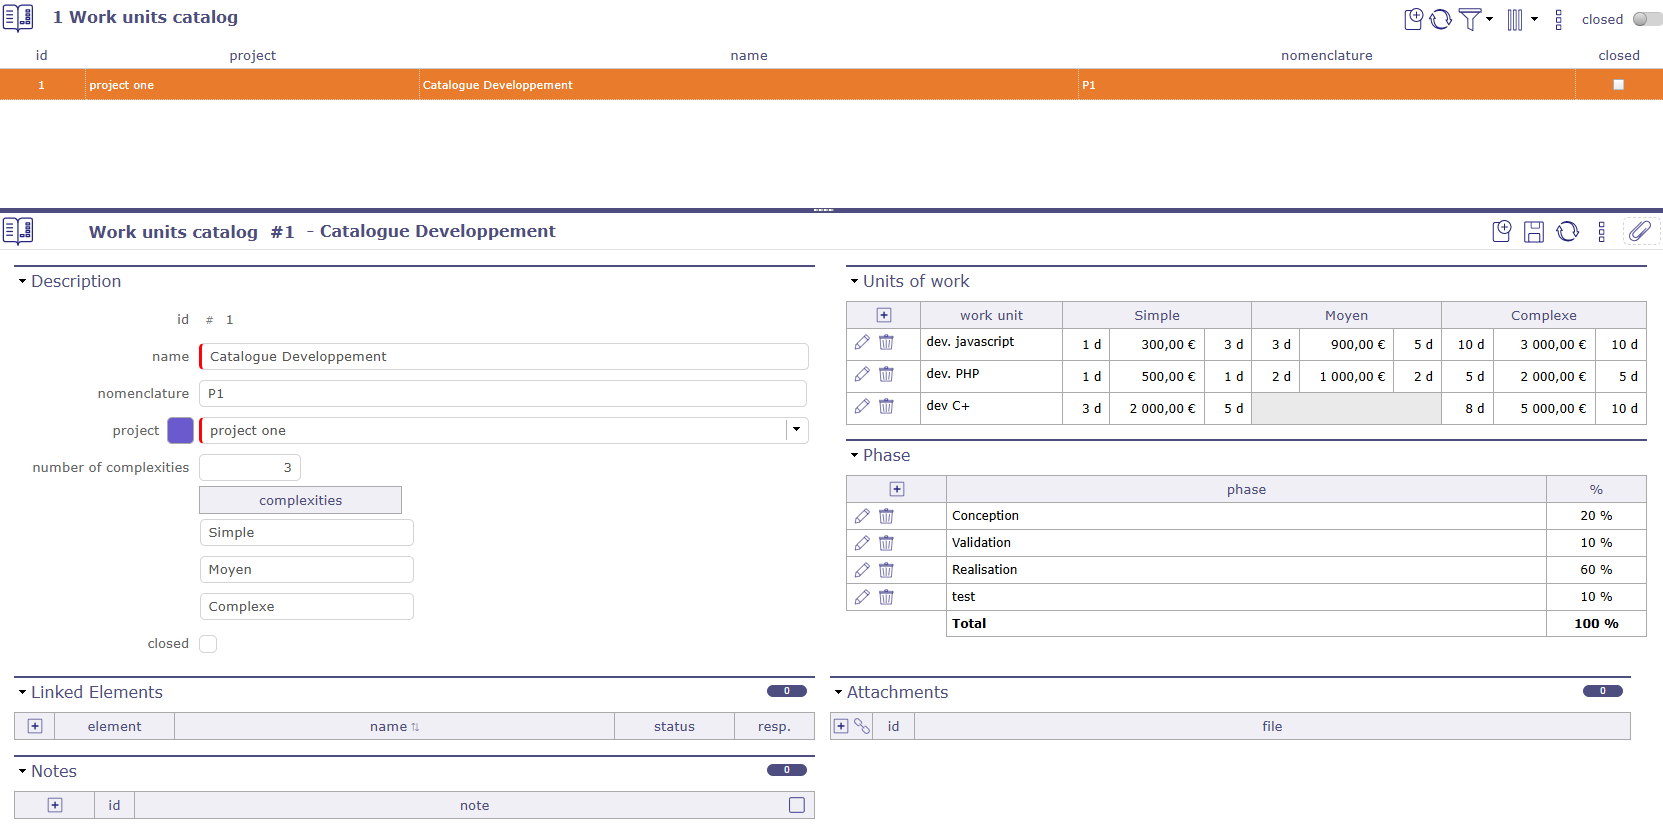 1 Work units catalog
closed
id project name nomenclature closed
1 project one Catalogue Developpement P1
Work units catalog #1 - Catalogue Developpement
Description
id # 1
name Catalogue Developpement
nomenclature P1
project project one
number of complexities 3
complexities
Simple
Moyen
Complexe
closed
Units of work
work unit Simple Moyen Complexe
dev. javascript 1 d 300,00 € 3 d 3 d 900,00 € 5 d 10 d 3 000,00 € 10 d
dev. PHP 1 d 500,00 € 1 d 2 d 1 000,00 € 2 d 5 d 2 000,00 € 5 d
dev C+ 3 d 2 000,00 € 5 d 8 d 5 000,00 € 10 d
Phase
phase %
Conception 20 %
Validation 10 %
Realisation 60 %
test 10 %
Total 100 %
Linked Elements 0
element name status resp.
Attachments 0
id file
Notes 0
id note